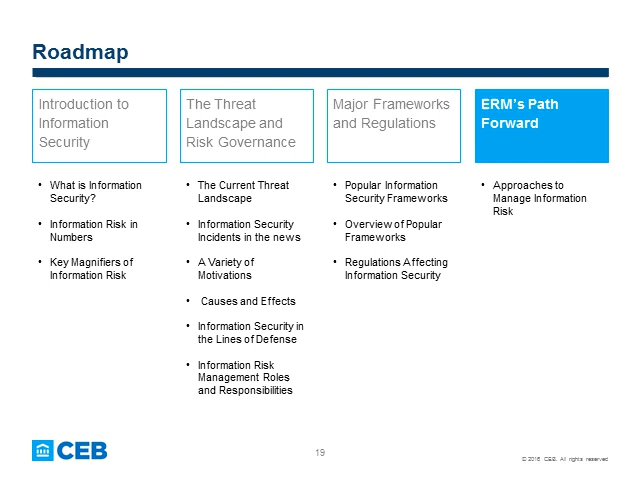 Roadmap
Introduction to
Information
Security
• What is Information
Security?
• Information Risk in
Numbers
• Key Magnifiers of
Information Risk
The Threat
Landscape and
Risk Governance
• The Current Threat
Landscape
• Information Security
Incidents in the news
• A Variety of
Motivations
• Causes and Effects
• Information Security in
the Lines of Defense
• Information Risk
Management Roles
and Responsibilities
Major Frameworks
and Regulations
• Popular Information
Security Frameworks
• Overview of Popular
Frameworks
• Regulations Affecting
Information Security
ERM's Path
Forward
• Approaches to
Manage Information
Risk
CEB
19
© 2016 CEB. All rights reserved